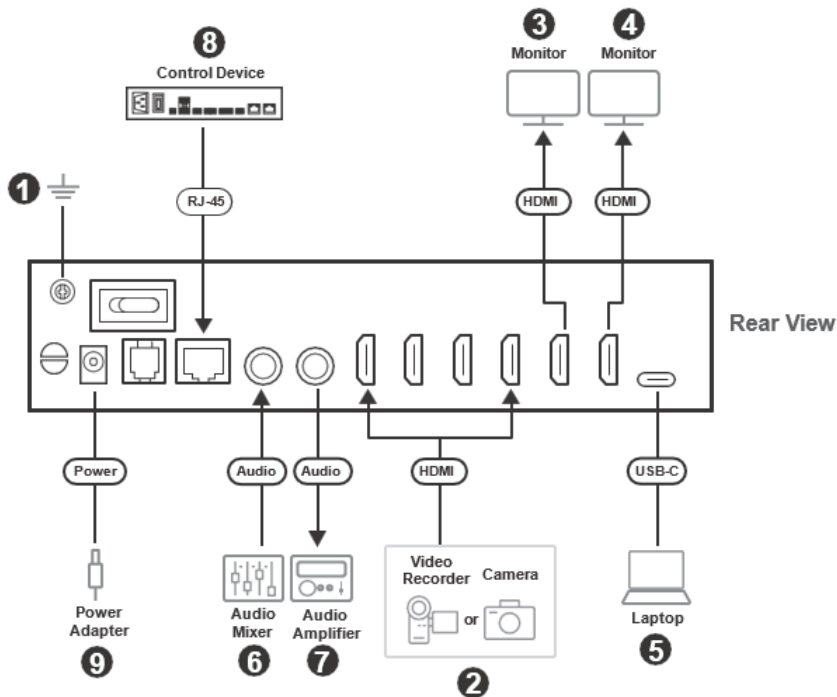 8
Control Device
3
Monitor
4
Monitor
1
RJ-45
HDMI
HDMI
Rear View
Power
Audio
Audio
HDMI
USB-C
Power
Adapter
9
Audio
Mixer
6
Audio
Amplifier
7
Video
Recorder
or
Camera
2
Laptop
5